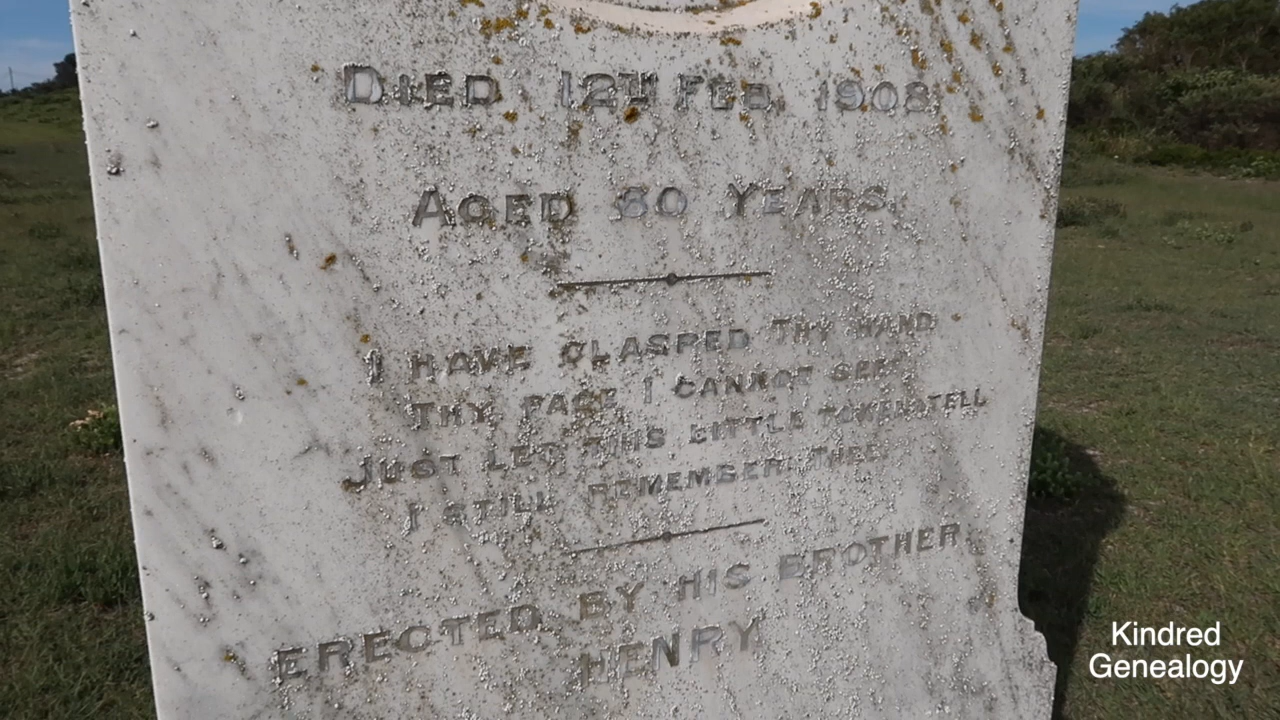 DIED 12TH FEB. 1908
AGED 60 YEARS.
I HAVE CLASPED THY HAND
THY FACE I CANNOT SEE
JUST LET THIS LITTLE TOKEN TELL
I STILL REMEMBER THEE
ERECTED BY HIS BROTHER
HENRY
Kindred
Genealogy